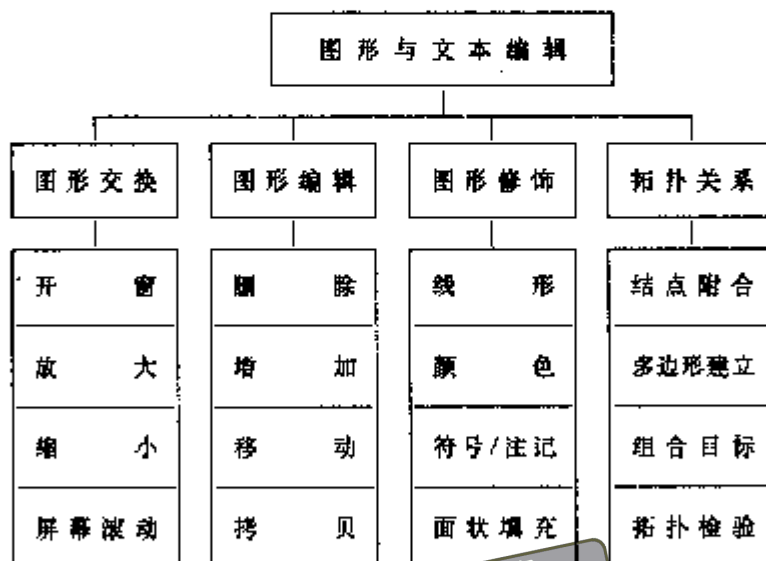 图形与文本编辑
图形交换 图形编辑 图形修饰 拓扑关系
开窗 删除 线形 结点附合
放大 增加 颜色 多边形建立
缩小 移动 符号/注记 组合目标
屏幕滚动 拷贝 面状填充 拓扑检验